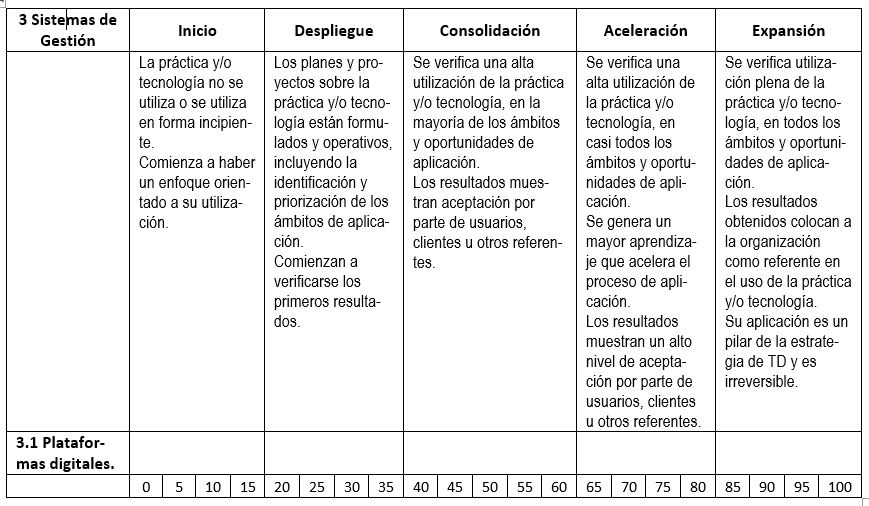 3 Sistemas de
Gestión
Inicio
Despliegue
Consolidación
Aceleración
Expansión
La práctica y/o
tecnología no se
utiliza o se utiliza
en forma incipien-
te.
Comienza a haber
un enfoque orien-
tado a su utiliza-
ción.
Los planes y pro-
yectos sobre la
práctica y/o tecno-
logía están formu-
lados y operativos,
incluyendo la
identificación y
priorización de los
ámbitos de aplica-
ción.
Comienzan a
verificarse los
primeros resulta-
dos.
Se verifica una alta
utilización de la práctica
y/o tecnología, en la
mayoría de los ámbitos
y oportunidades de
aplicación.
Los resultados mues-
tran aceptación por
parte de usuarios,
clientes u otros referen-
tes.
Se verifica una
alta utilización de
la práctica y/o
tecnología, en
casi todos los
ámbitos y oportu-
nidades de apli-
cación.
Se genera un
mayor aprendiza-
je que acelera el
proceso de apli-
cación.
Los resultados
muestran un alto
nivel de acepta-
ción por parte de
usuarios, clientes
u otros referentes.
Se verifica utiliza-
ción plena de la
práctica y/o tecno-
logía, en todos los
ámbitos y oportuni-
dades de aplica-
ción.
Los resultados
obtenidos colocan a
la organización
como referente en
el uso de la práctica
y/o tecnología.
Su aplicación es un
pilar de la estrate-
gia de TD y es
irreversible.
3.1 Platafor-
mas digitales.
0 5 10 15 20 25 30 35 40 45 50 55 60 65 70 75 80 85 90 95 100